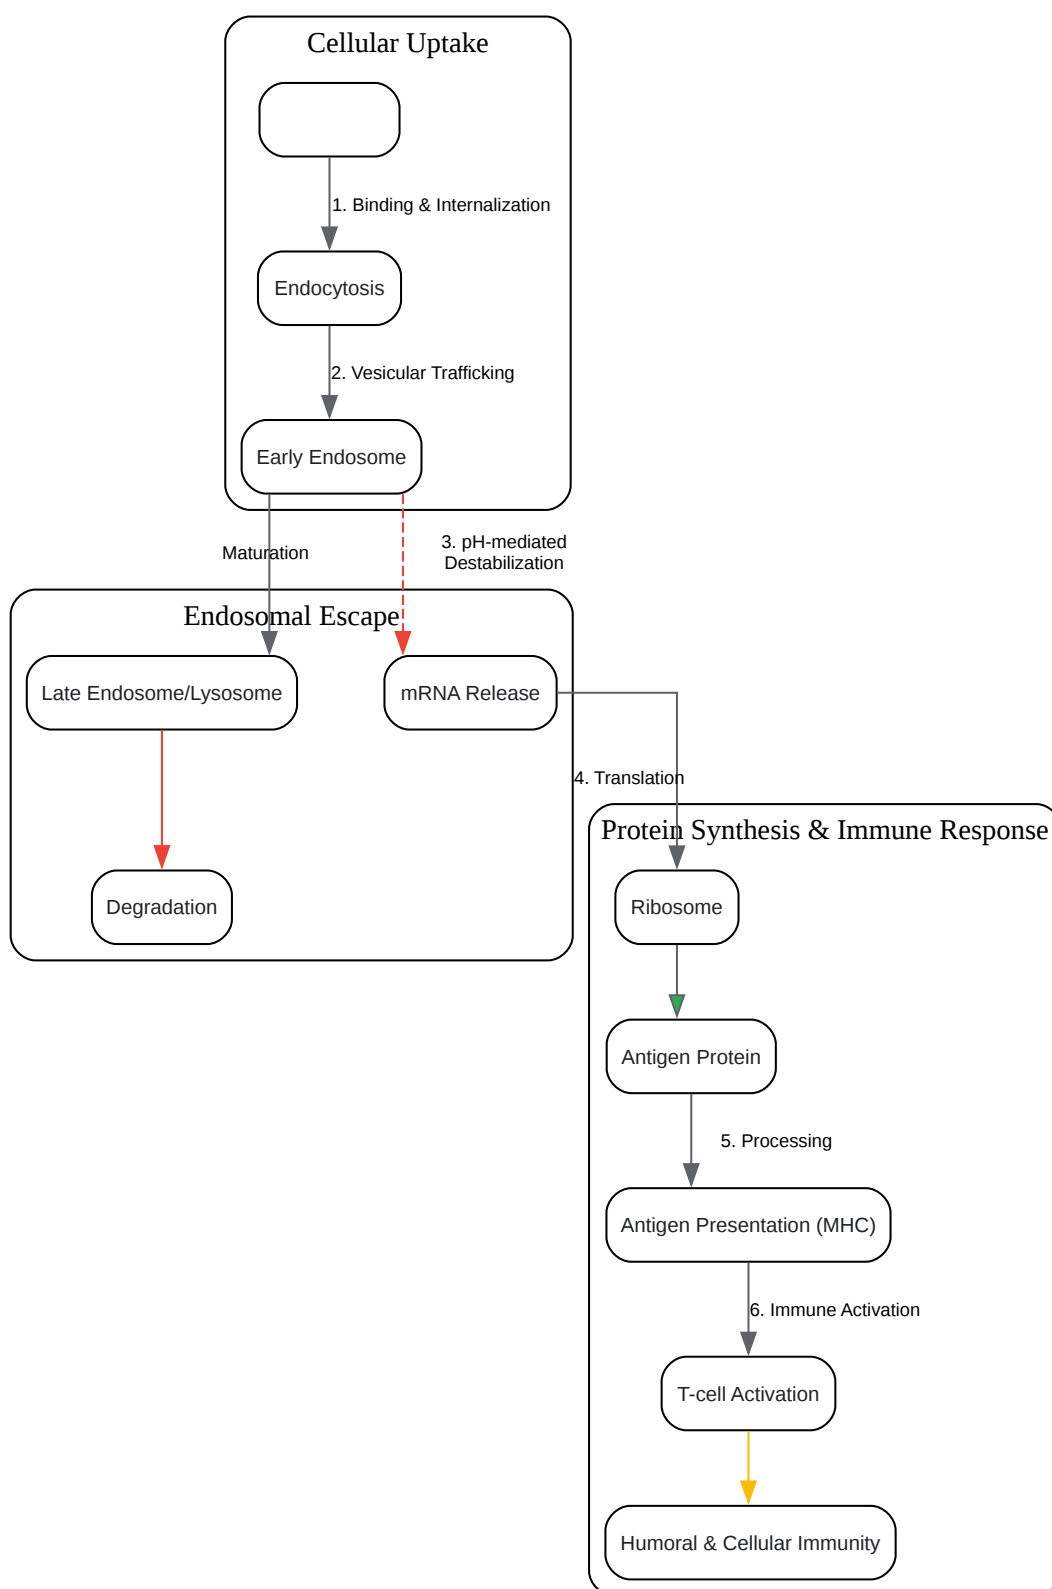 Cellular Uptake
1. Binding & Internalization
Endocytosis
2. Vesicular Trafficking
Early Endosome
Maturation
3. pH-mediated
Destabilization
Endosomal Escape
Late Endosome/Lysosome
mRNA Release
4. Translation
Protein Synthesis & Immune Response
Degradation
Ribosome
Antigen Protein
5. Processing
Antigen Presentation (MHC)
6. Immune Activation
T-cell Activation
Humoral & Cellular Immunity